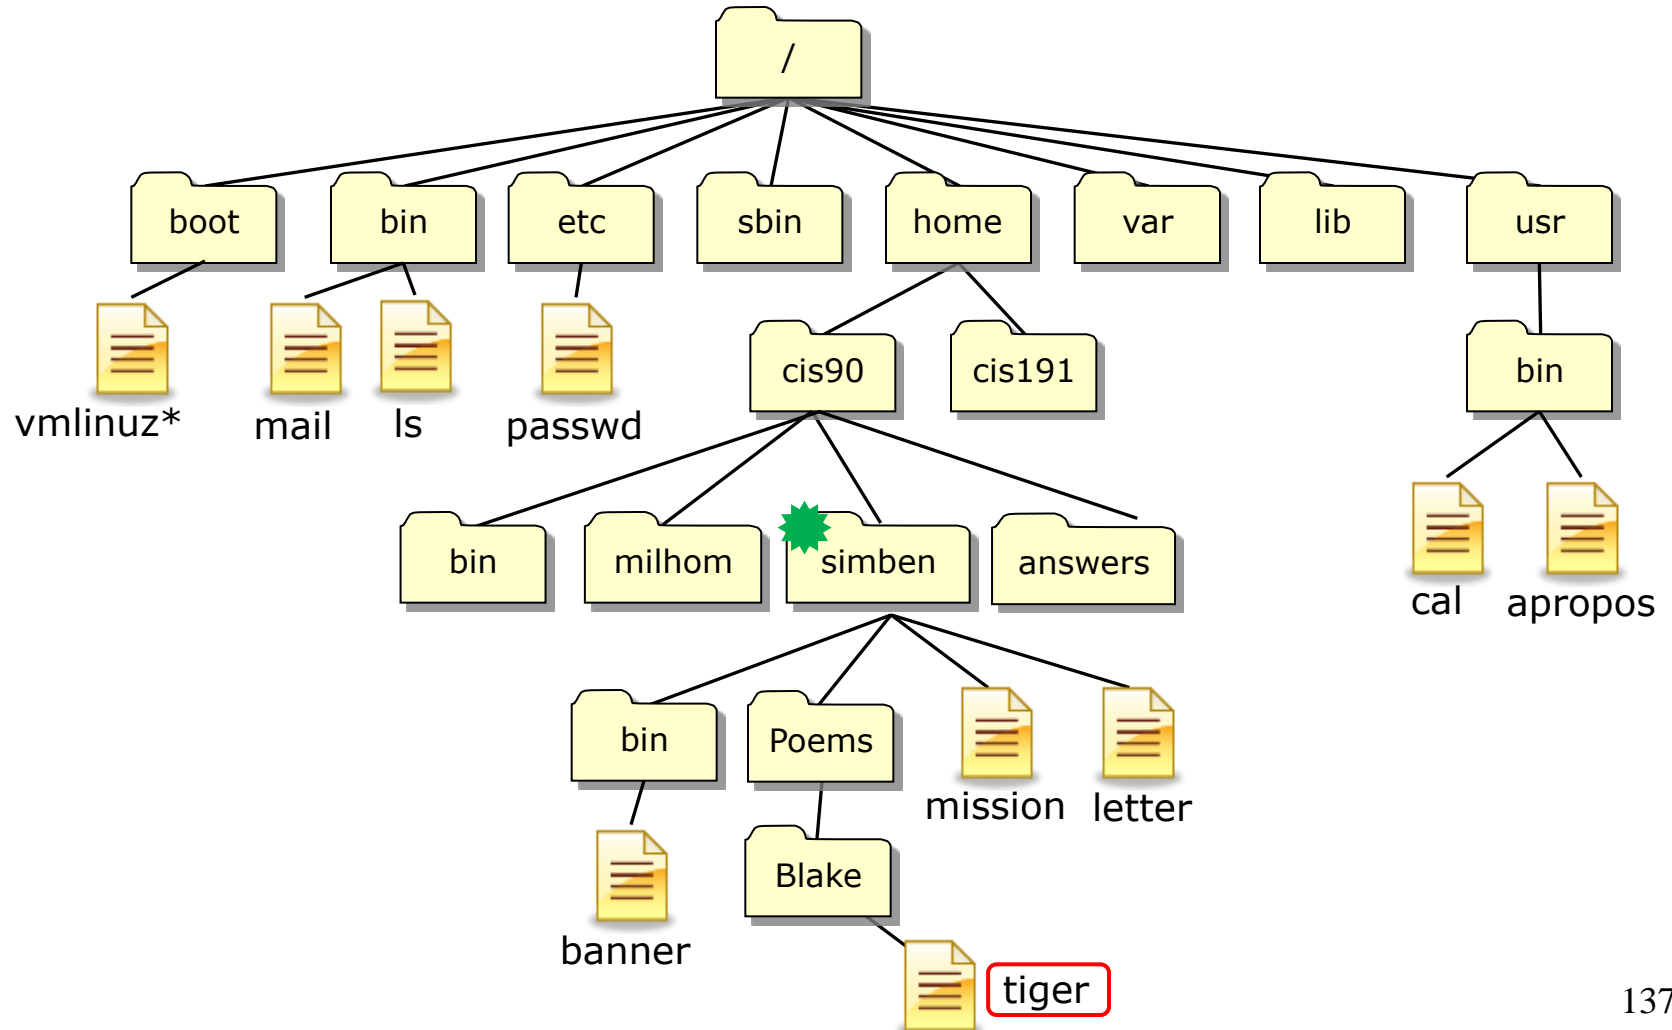 /
boot bin etc sbin home var lib usr
vmlinuz* mail ls passwd
cis90 cis191 bin
bin milhom simben answers
cal apropos
bin Poems
mission letter
Blake
banner
tiger
137